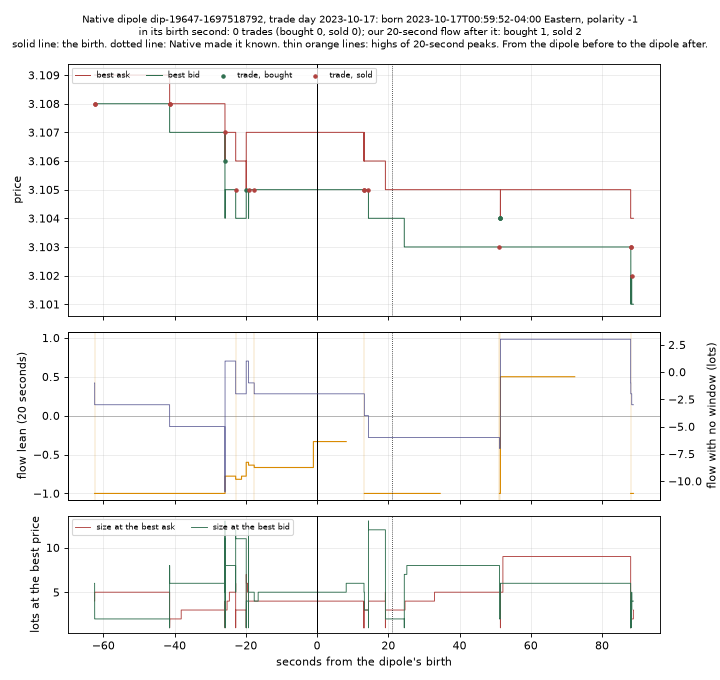 Native dipole dip-19647-1697518792, trade day 2023-10-17: born 2023-10-17T00:59:52-04:00 Eastern, polarity -1
in its birth second: 0 trades (bought 0, sold 0); our 20-second flow after it: bought 1, sold 2
solid line: the birth. dotted line: Native made it known. thin orange lines: highs of 20-second peaks. From the dipole before to the dipole after.
best ask
best bid
trade, bought
trade, sold
3.109
3.108
3.107
3.106
3.105
3.104
3.103
3.102
3.101
price
1.0
0.5
0.0
−0.5
−1.0
flow lean (20 seconds)
2.5
0.0
−2.5
−5.0
−7.5
−10.0
flow with no window (lots)
size at the best ask
size at the best bid
10
5
lots at the best price
−60
−40
−20
0
20
40
60
80
seconds from the dipole's birth